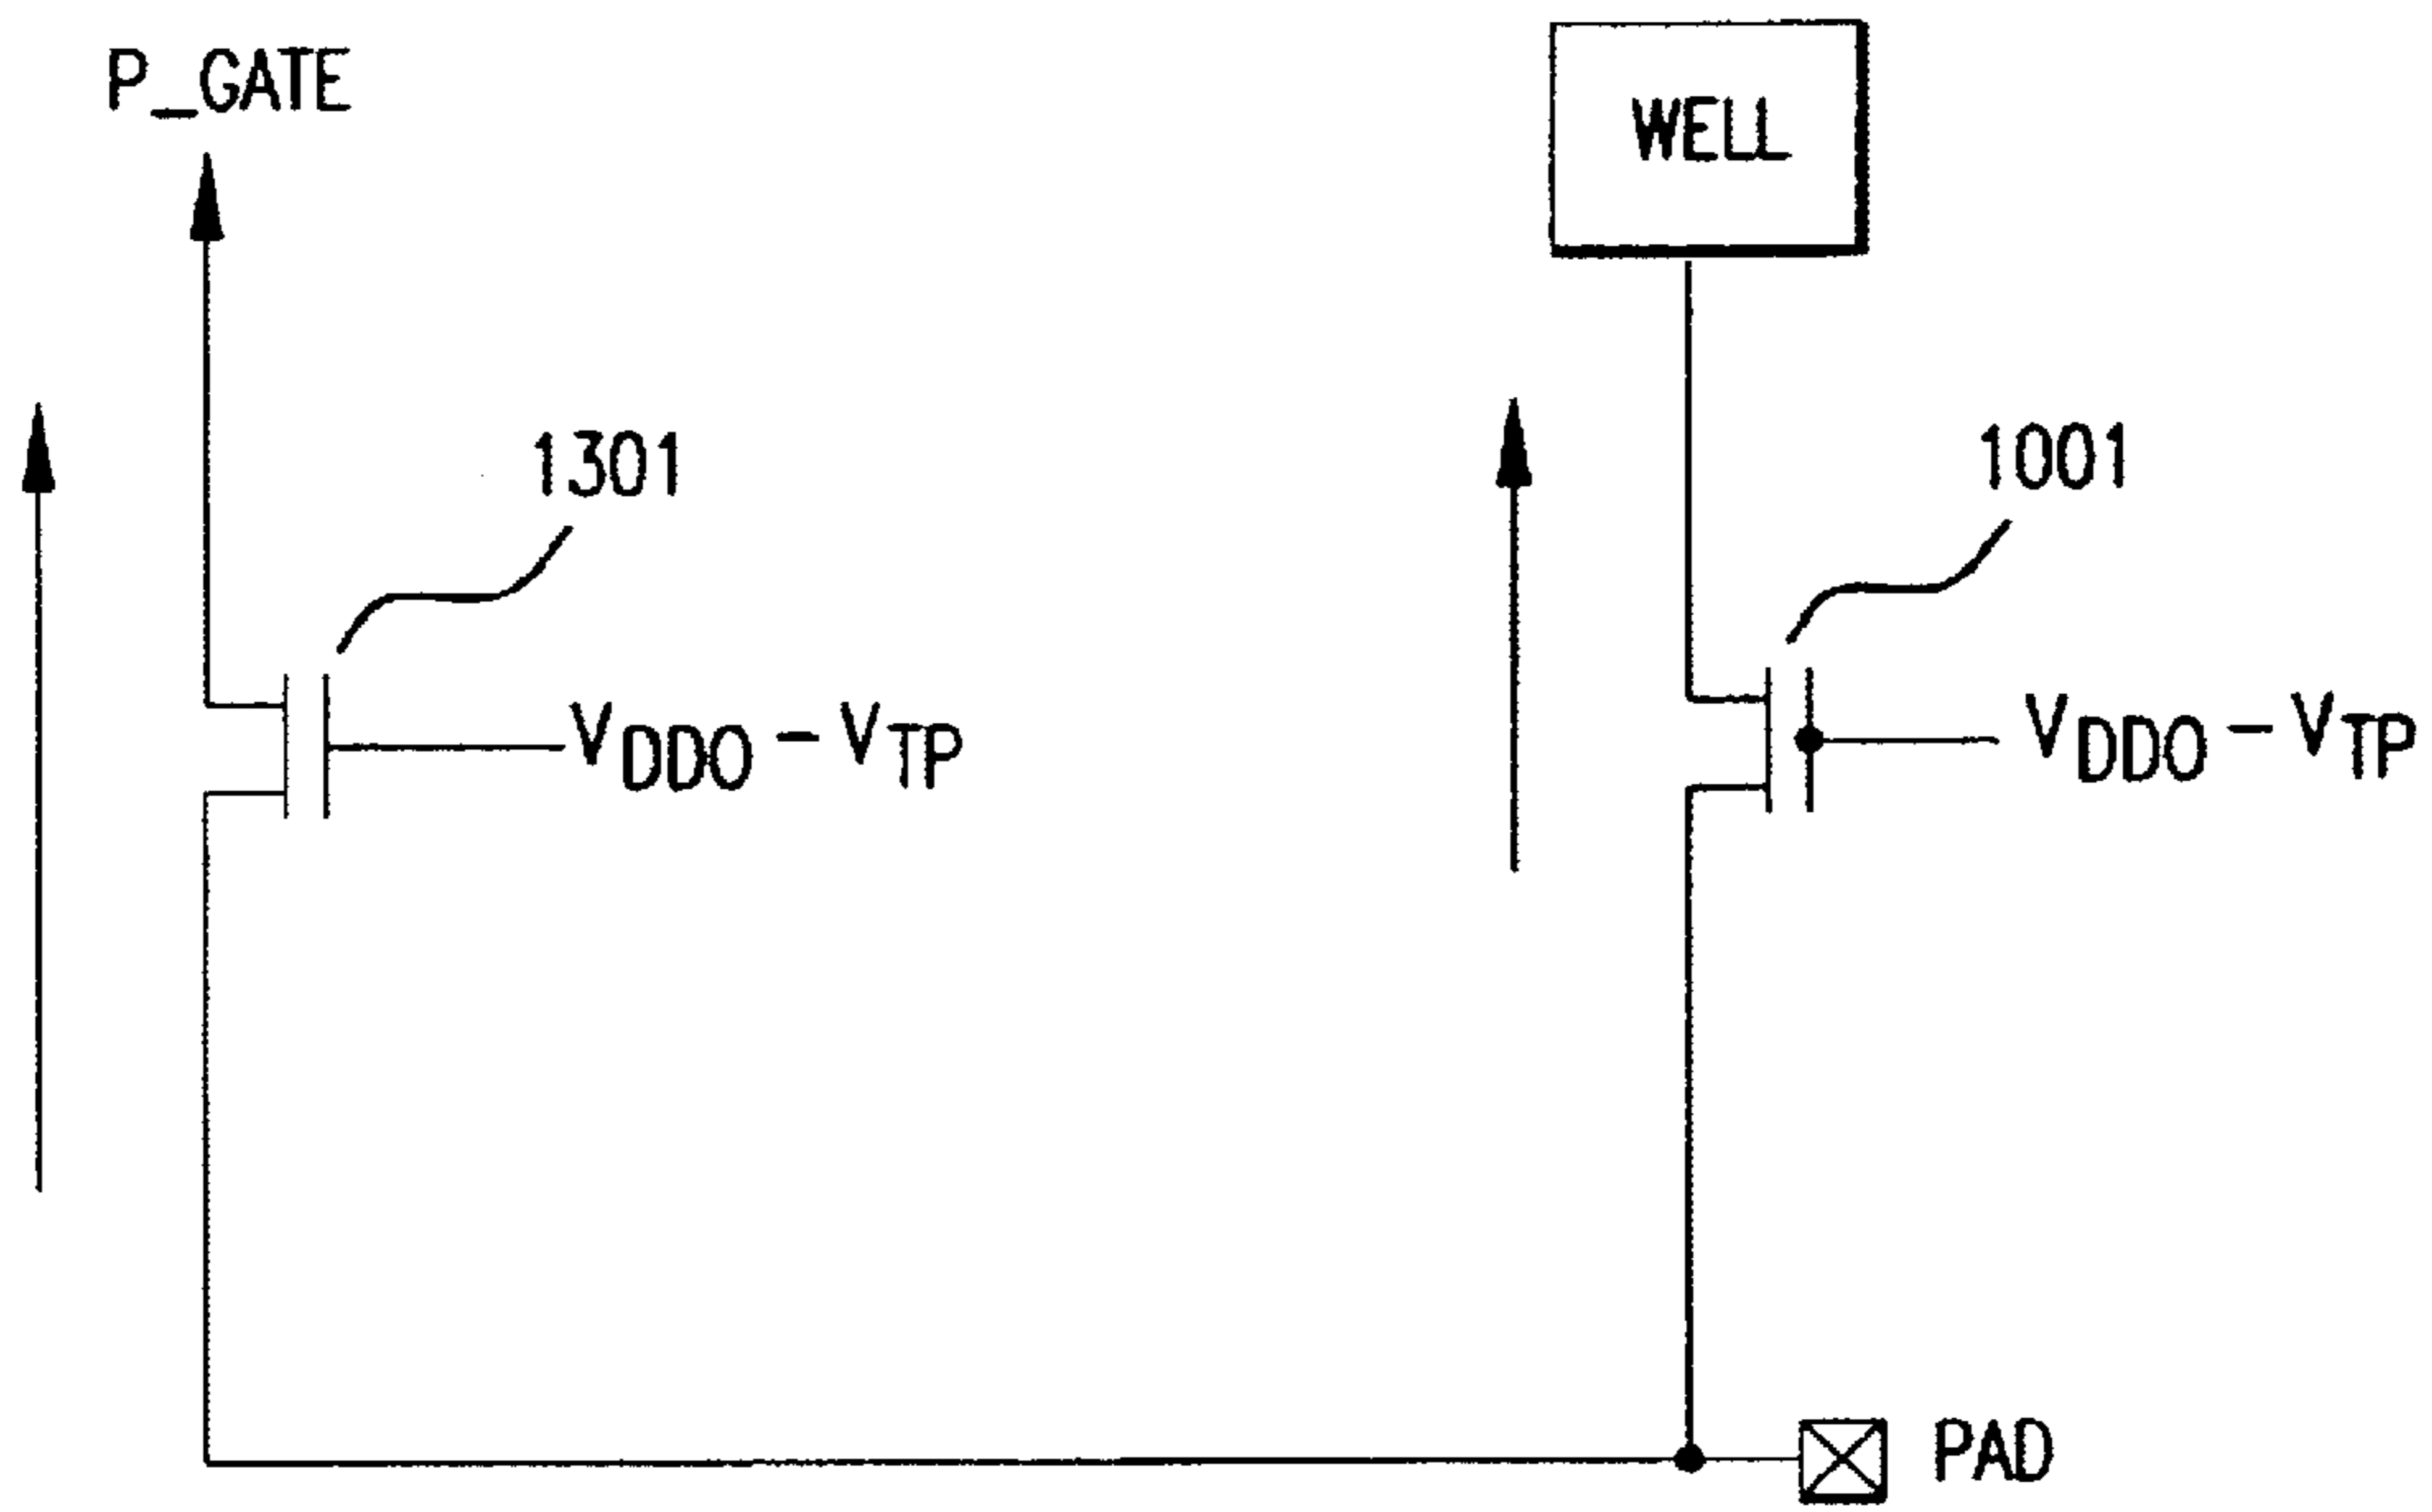 P_GATE
WELL
1301
1001
VDDO - VTP
VDDO - VTP
PAD